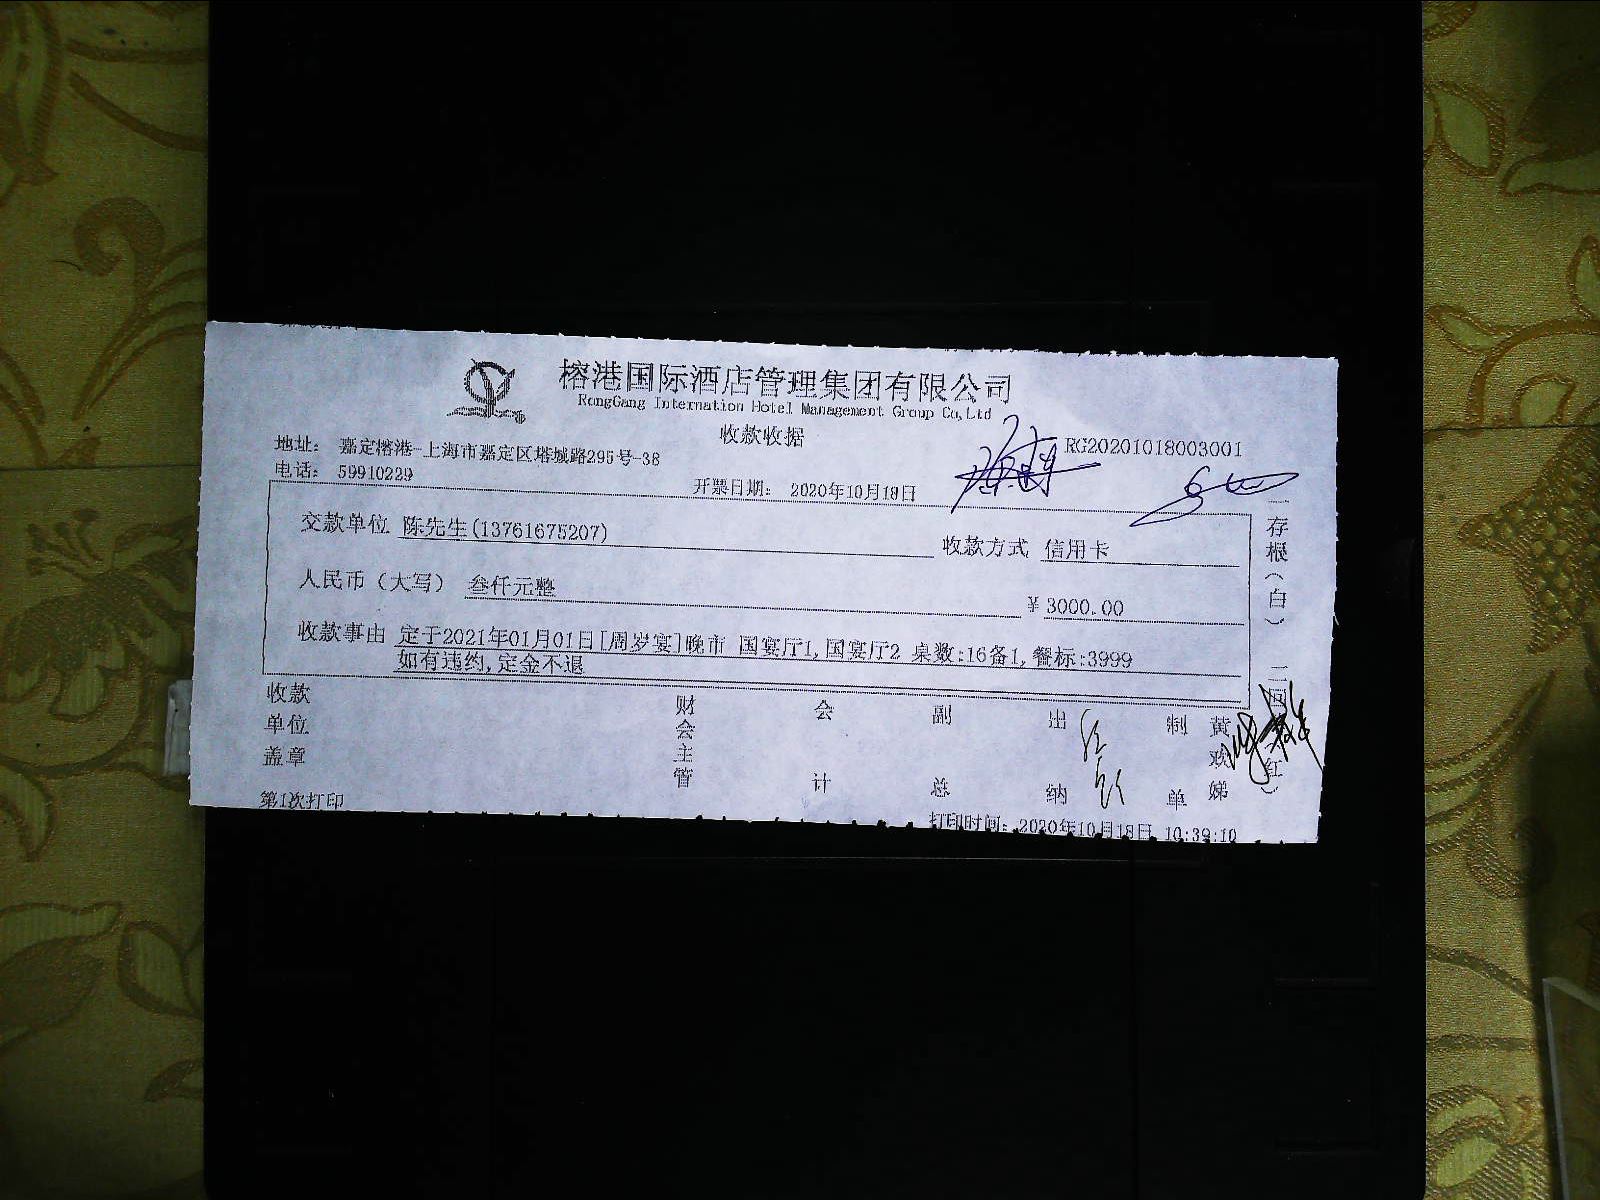 榕港国际酒店管理集团有限公司
RongGang Internation Hotel Management Group Co,Ltd
收款收据
RG20201018003001
地址： 嘉定榕港-上海市嘉定区塔城路295号-38
电话： 59910229
开票日期： 2020年10月18日
交款单位 陈先生(13761675207)
收款方式 信用卡
人民币（大写） 叁仟元整
¥ 3000.00
收款事由 定于2021年01月01日[周岁宴]晚市 国宴厅1,国宴厅2 桌数:16备1,餐标:3999
如有违约,定金不退
收款单位盖章
财会主管
会计
副总
出纳
制单
黄欢娣
一存根(白) 二回 红)
第1次打印
打印时间：2020年10月18日 10:39:10